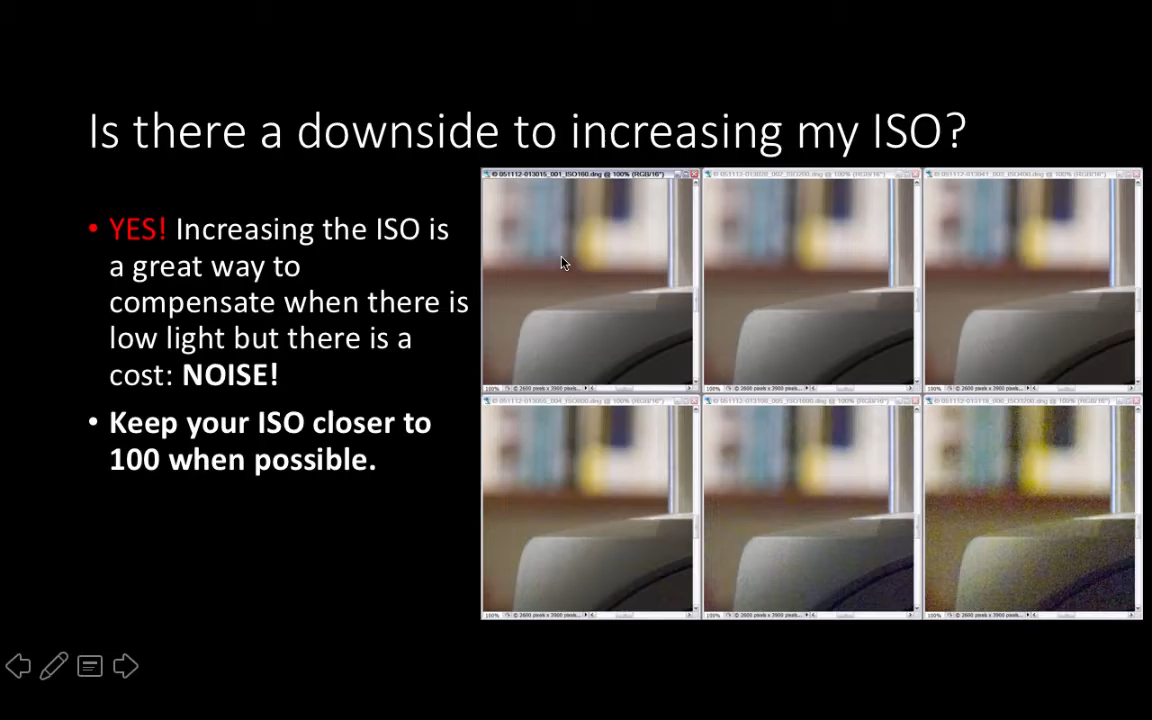 Is there a downside to increasing my ISO?
• YES! Increasing the ISO is
a great way to
compensate when there is
low light but there is a
cost: NOISE!
• Keep your ISO closer to
100 when possible.